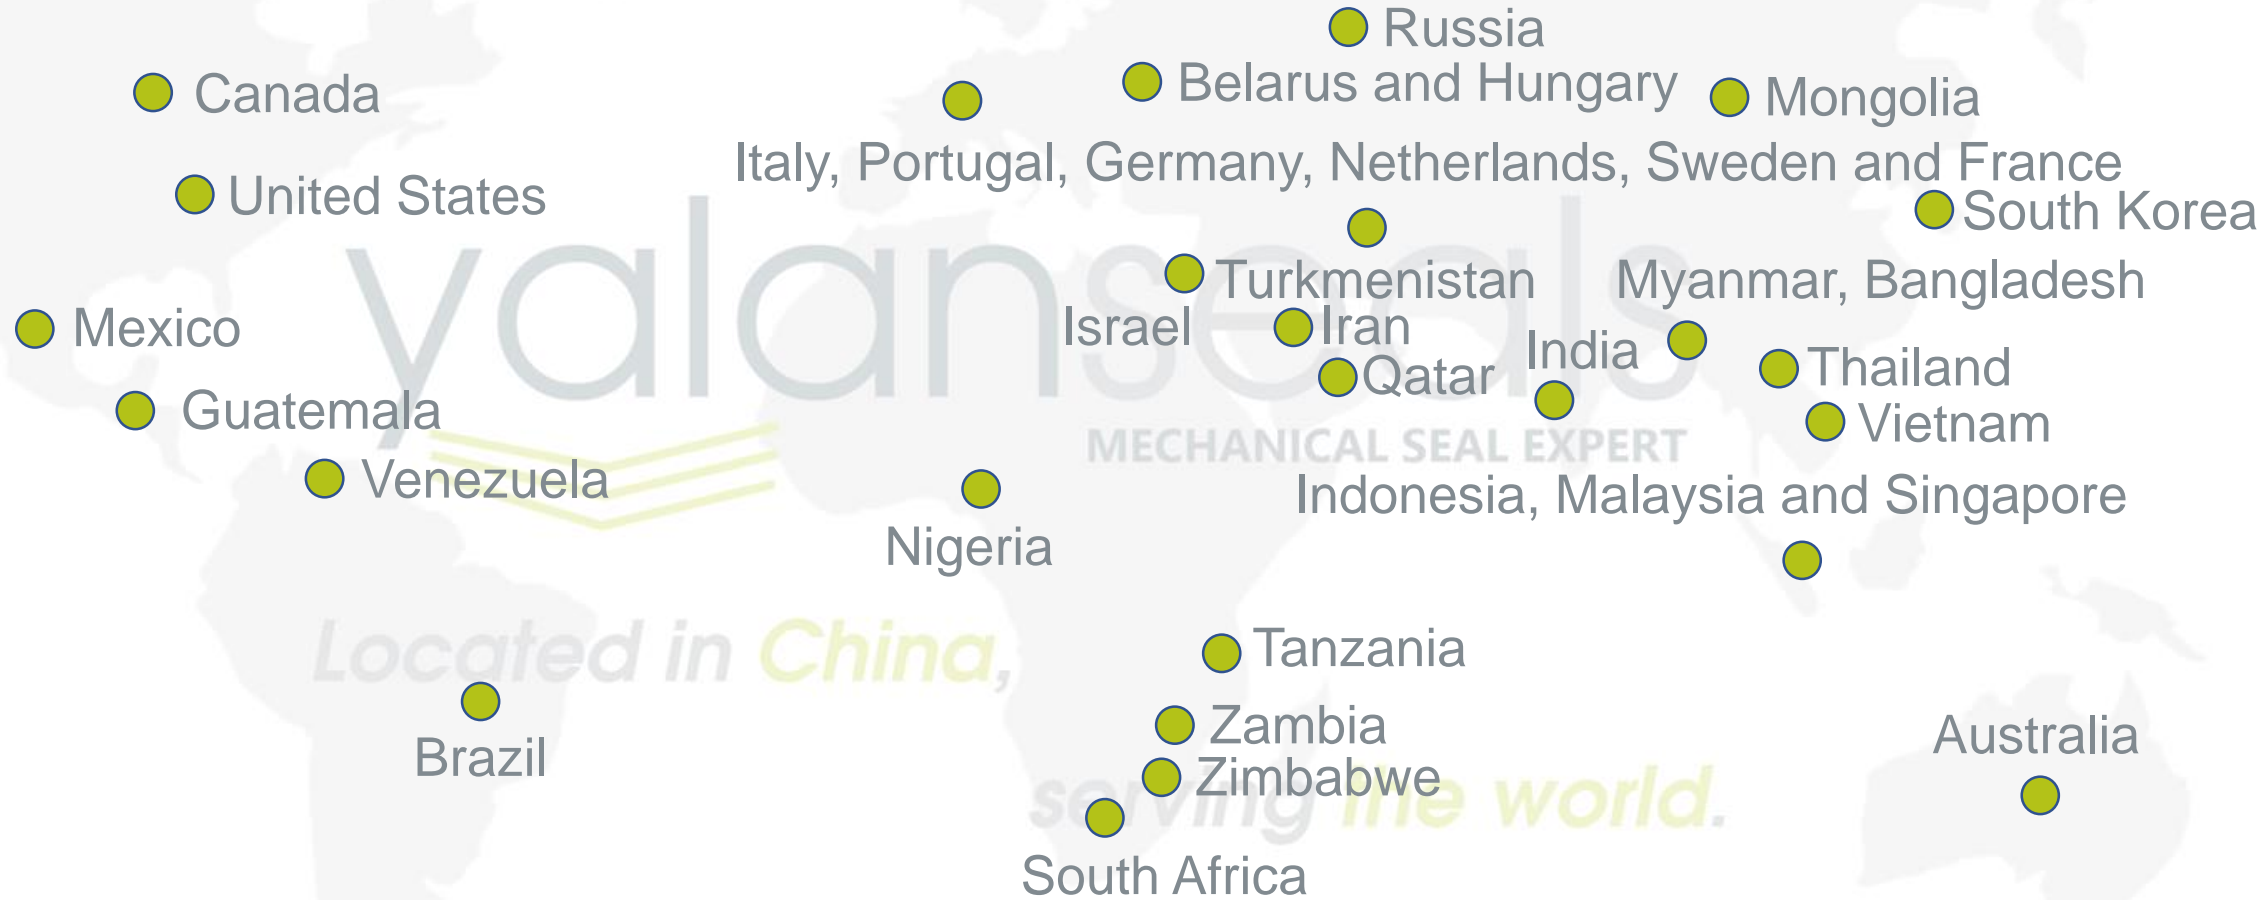 Russia
Canada
Belarus and Hungary
Mongolia
Italy, Portugal, Germany, Netherlands, Sweden and France
United States
South Korea
yalanseals
Turkmenistan
Myanmar, Bangladesh
Mexico
Israel
Iran
India
Qatar
Thailand
Guatemala
Vietnam
MECHANICAL SEAL EXPERT
Venezuela
Indonesia, Malaysia and Singapore
Nigeria
Located in China,
Tanzania
Brazil
Zambia
Australia
Zimbabwe
serving the world.
South Africa